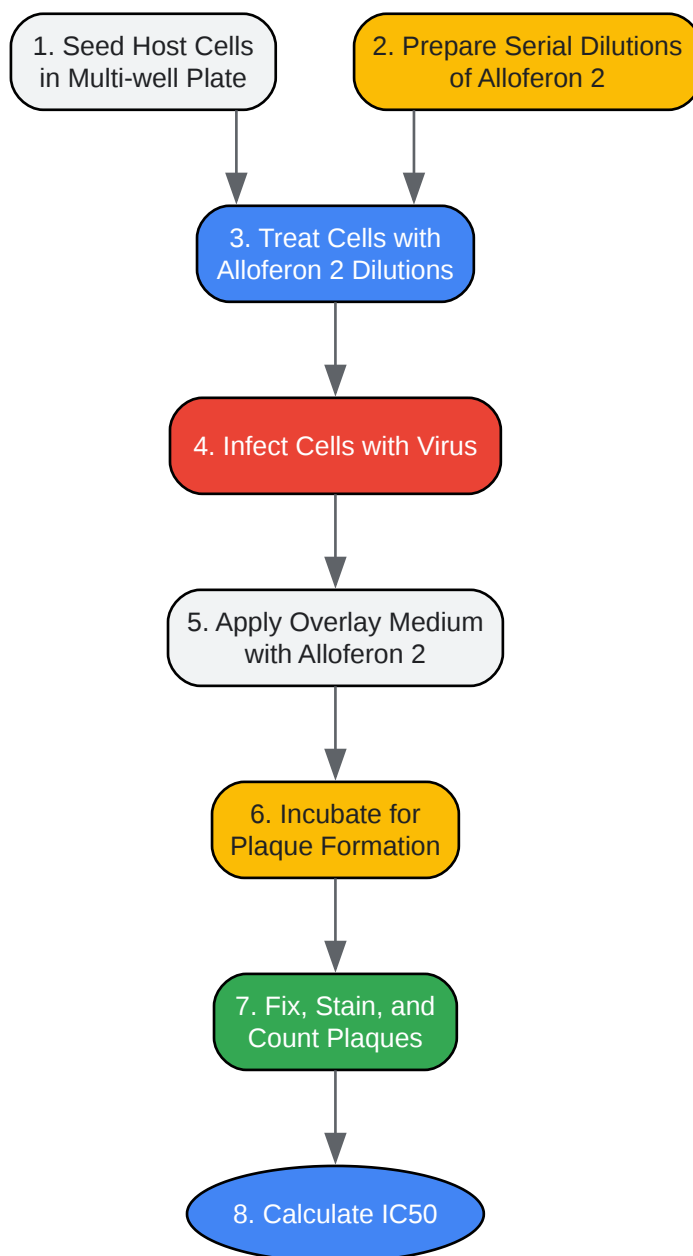 1. Seed Host Cells
in Multi-well Plate
2. Prepare Serial Dilutions
of Alloferon 2
3. Treat Cells with
Alloferon 2 Dilutions
4. Infect Cells with Virus
5. Apply Overlay Medium
with Alloferon 2
6. Incubate for
Plaque Formation
7. Fix, Stain, and
Count Plaques
8. Calculate IC50